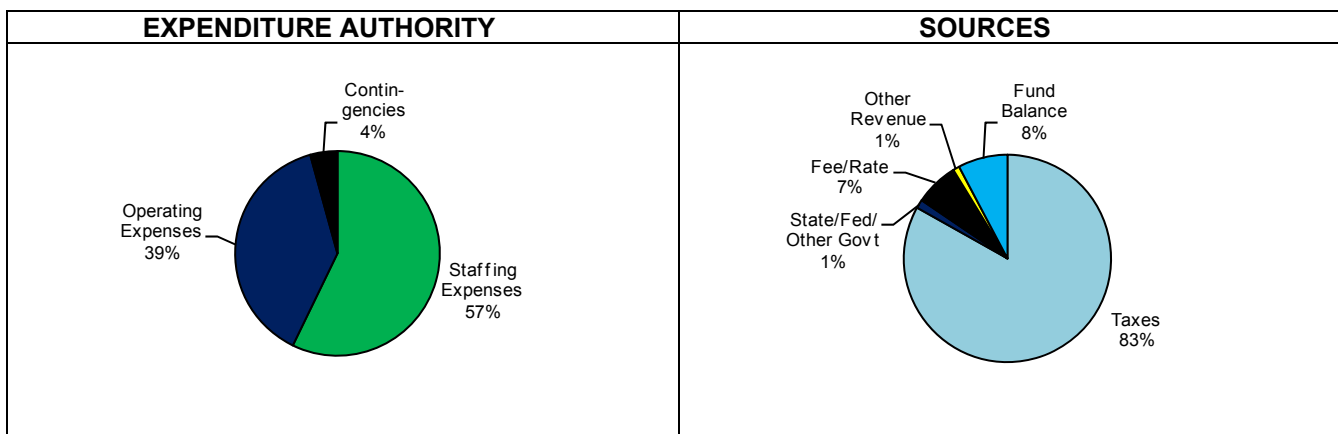 EXPENDITURE AUTHORITY
Contin-
gencies
4%
Operating
Expenses
39%
Staffing
Expenses
57%
SOURCES
Other
Revenue
1%
Fund
Balance
8%
Fee/Rate
7%
State/Fed/
Other Govt
1%
Taxes
83%